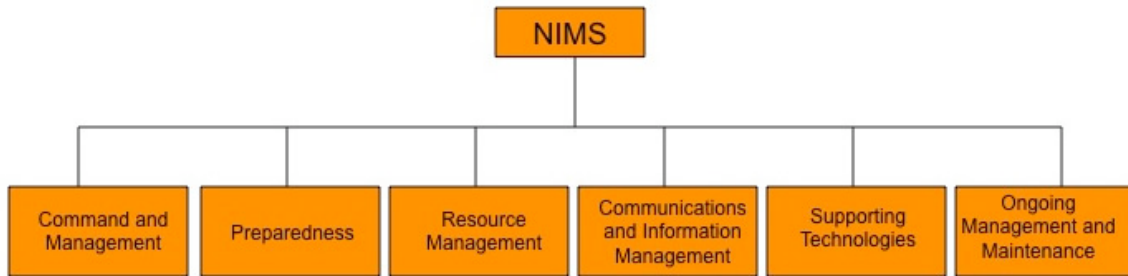 NIMS
Command and
Management
Preparedness
Resource
Management
Communications
and Information
Management
Supporting
Technologies
Ongoing
Management and
Maintenance